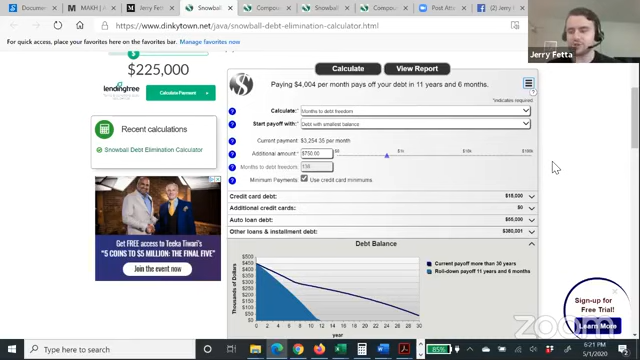 Documen
MAKH
Jerry Fetta
Snowball
Compou
Snowball
Compou
Post Attac
Jerry F
https://www.dinkytown.net/java/snowball-debt-elimination-calculator.html
For quick access, place your favorites here on the favorites bar. Manage favorites now
Jerry Fetta
$225,000
lendingtree
Calculate Payment
Recent calculations
Snowball Debt Elimination Calculator
Get FREE access to Teeka Tiwari's
"5 COINS TO $5 MILLION: THE FINAL FIVE"
Join the event now
Calculate
View Report
Paying $4,004 per month pays off your debt in 11 years and 6 months.
*indicates required
Calculate:* Months to debt freedom
Start payoff with:* Debt with smallest balance
Current payment: $3,254.35 per month
Additional amount:* $750.00
$0 $1k $10k $100k
Months to debt freedom: 138
Minimum Payments: Use credit card minimums.
Credit card debt: $15,000
Additional credit cards: $0
Auto loan debt: $55,000
Other loans & installment debt: $380,001
Debt Balance
Thousands of Dollars
$500
$450
$400
$350
$300
$250
$200
$150
$100
$50
$0
0 2 4 6 8 10 12 14 16 18 20 22 24 26 28 30
year
Current payoff more than 30 years
Roll-down payoff 11 years and 6 months
Sign-up for
Free Trial!
Learn More
zoom
Type here to search
85%
6:21 PM
5/1/2020